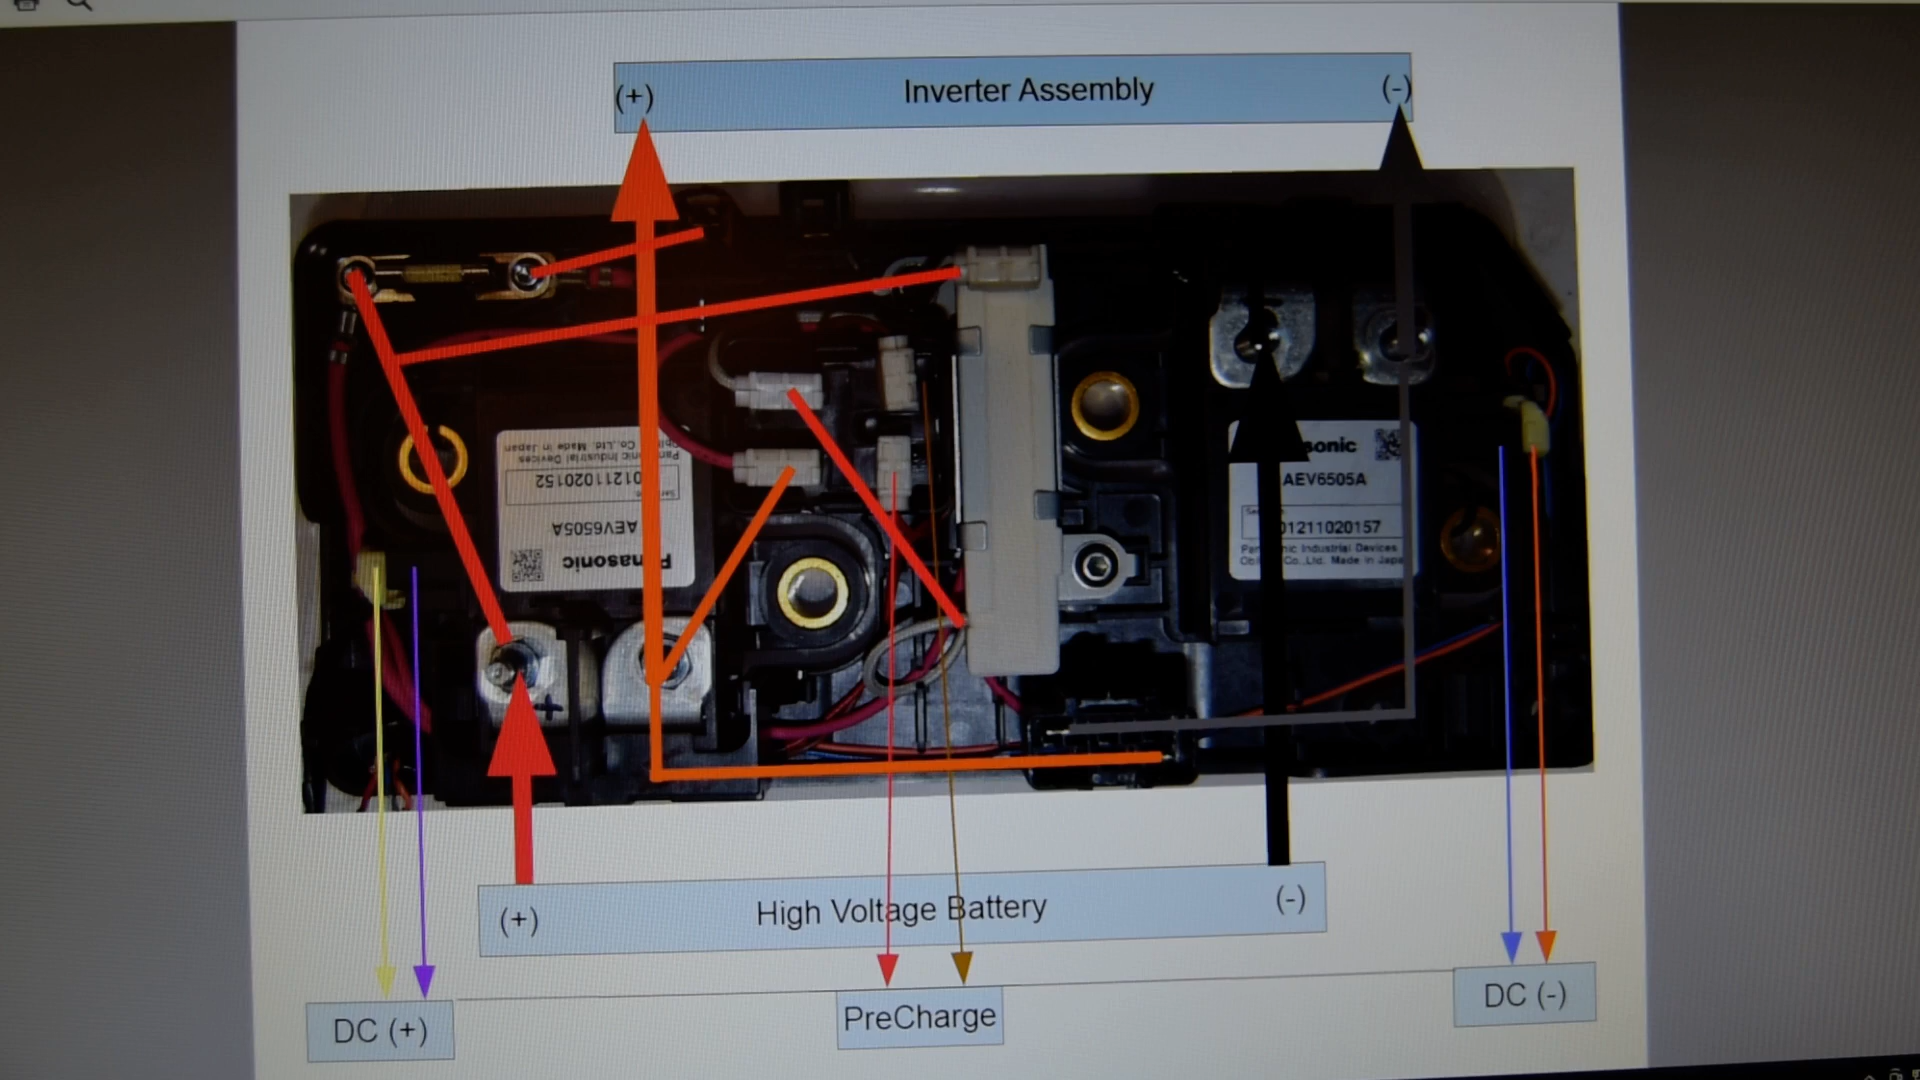 (+) Inverter Assembly (-)
Made in Japan
Co., Ltd.
Panasonic Industrial Devices
01211020152
AEV6505A
Panasonic
sonic
AEV6505A
01211020157
nic Industrial Devices
Co.,Ltd. Made in Japa
+
(+) High Voltage Battery (-)
DC (+)
PreCharge
DC (-)